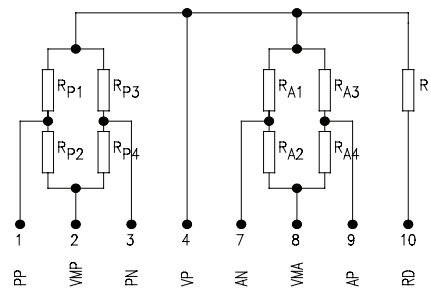 RP1 RP3 RA1 RA3 R
RP2 RP4 RA2 RA4
1 2 3 4 7 8 9 10
PP VMP PN VP AN VMA AP RD